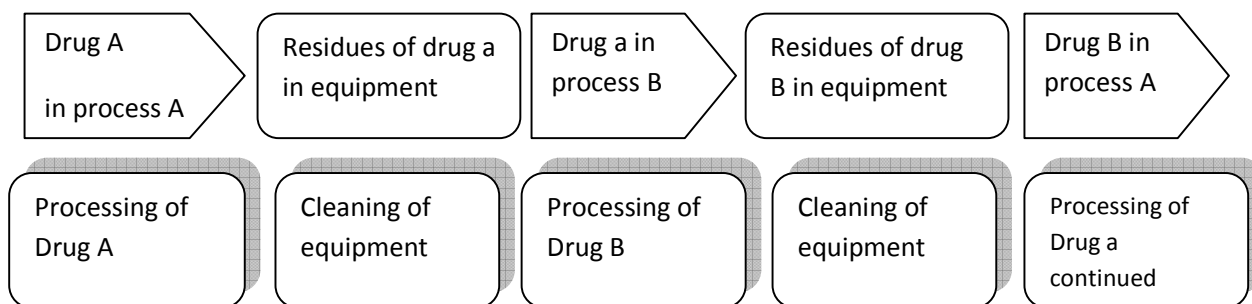 Drug A
in process A
Residues of drug a
in equipment
Drug a in
process B
Residues of drug
B in equipment
Drug B in
process A
Processing of
Drug A
Cleaning of
equipment
Processing of
Drug B
Cleaning of
equipment
Processing of
Drug a
continued